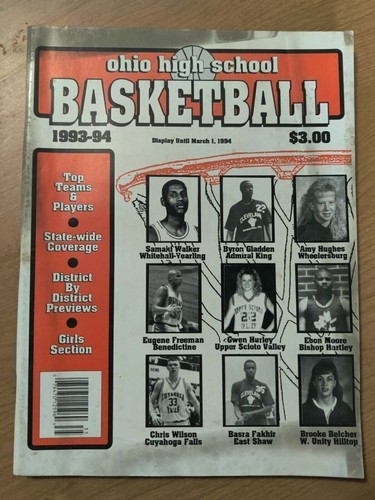 ohio high school
BASKETBALL
1993-94
Display Until March 1, 1994
$3.00
Top
Teams
&
Players
State-wide
Coverage
District
By
District
Previews
Girls
Section
Samaki Walker
Whitehall-Yearling
Byron Gladden
Admiral King
Amy Hughes
Wheelersburg
Eugene Freeman
Benedictine
Gwen Hurley
Upper Scioto Valley
Ebon Moore
Bishop Hartley
Chris Wilson
Cuyahoga Falls
Basra Fakhir
East Shaw
Brooke Belcher
W. Unity Hilltop